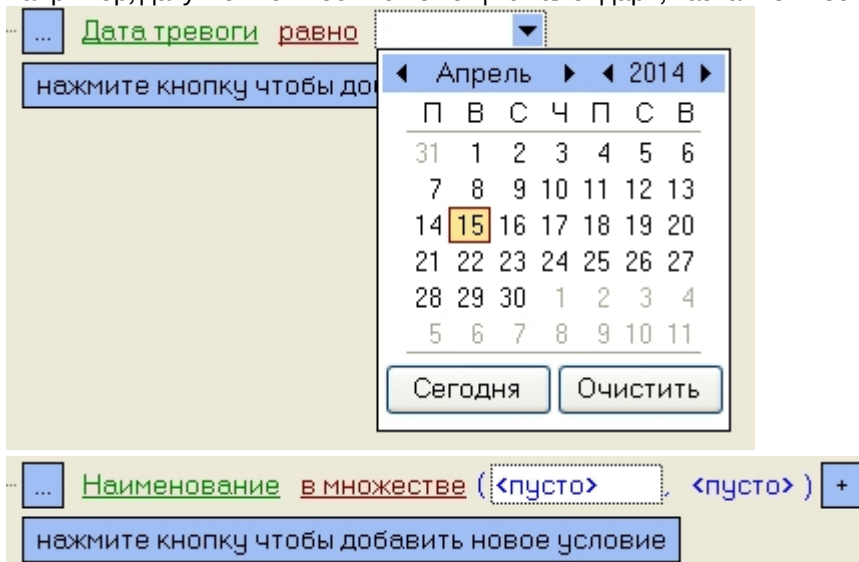 ... Дата тревоги равно
нажмите кнопку чтобы до
Апрель 2014
П В С Ч П С В
31 1 2 3 4 5 6
7 8 9 10 11 12 13
14 15 16 17 18 19 20
21 22 23 24 25 26 27
28 29 30 1 2 3 4
5 6 7 8 9 10 11
Сегодня Очистить
... Наименование в множестве ( <пусто> , <пусто> ) +
нажмите кнопку чтобы добавить новое условие